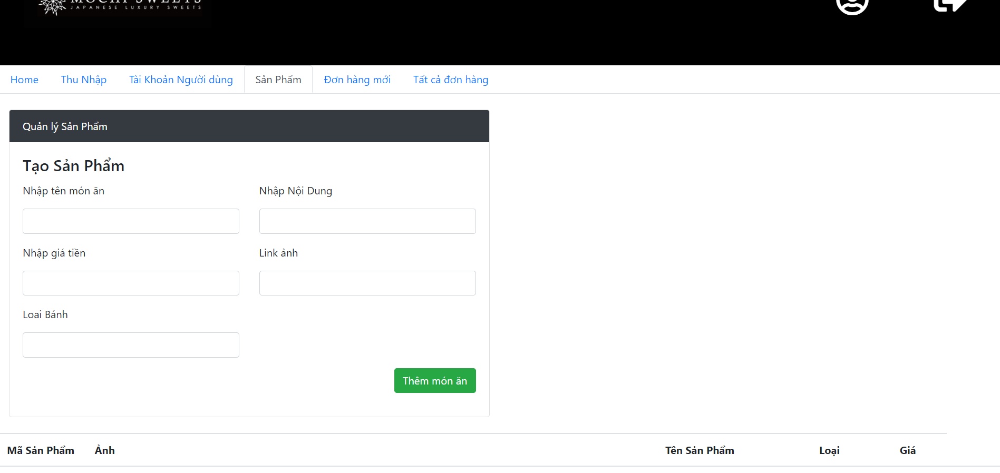 MOCHI SWEETS
JAPANESE LUXURY SWEETS
Home Thu Nhập Tài Khoản Người dùng Sản Phẩm Đơn hàng mới Tất cả đơn hàng
Quản lý Sản Phẩm
Tạo Sản Phẩm
Nhập tên món ăn Nhập Nội Dung
Nhập giá tiền Link ảnh
Loai Bánh
Thêm món ăn
Mã Sản Phẩm Ảnh Tên Sản Phẩm Loại Giá